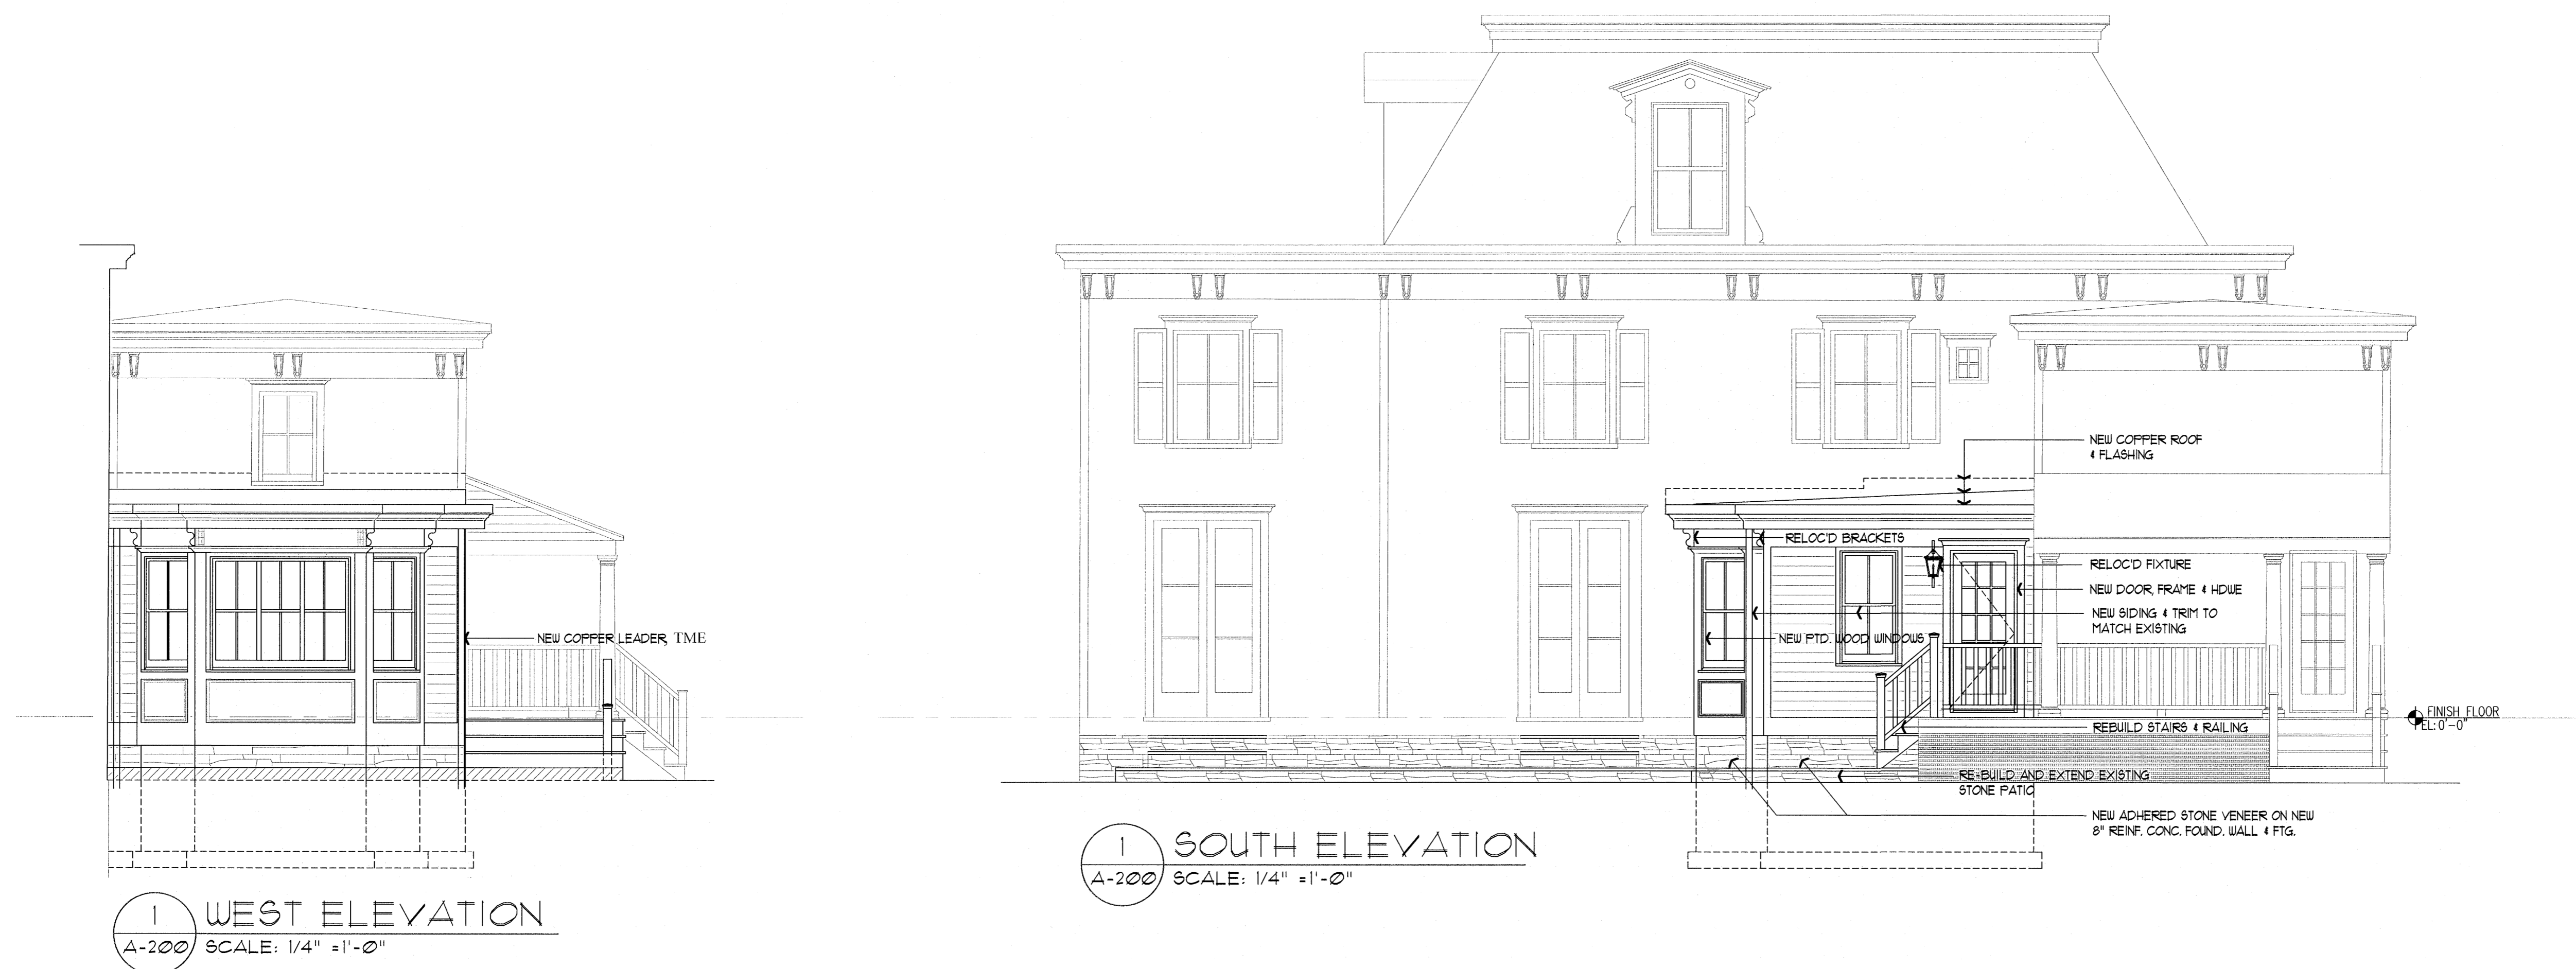 NEW COPPER LEADER, TME
1
A-200
WEST ELEVATION
SCALE: 1/4" =1'-0"
NEW COPPER ROOF
& FLASHING
RELOC'D BRACKETS
RELOC'D FIXTURE
NEW DOOR, FRAME & HDWE
NEW SIDING & TRIM TO
MATCH EXISTING
NEW PTD. WOOD WINDOWS
FINISH FLOOR
EL: 0'-0"
REBUILD STAIRS & RAILING
RE-BUILD AND EXTEND EXISTING
STONE PATIO
NEW ADHERED STONE VENEER ON NEW
8" REINF. CONC. FOUND. WALL & FTG.
1
A-200
SOUTH ELEVATION
SCALE: 1/4" =1'-0"